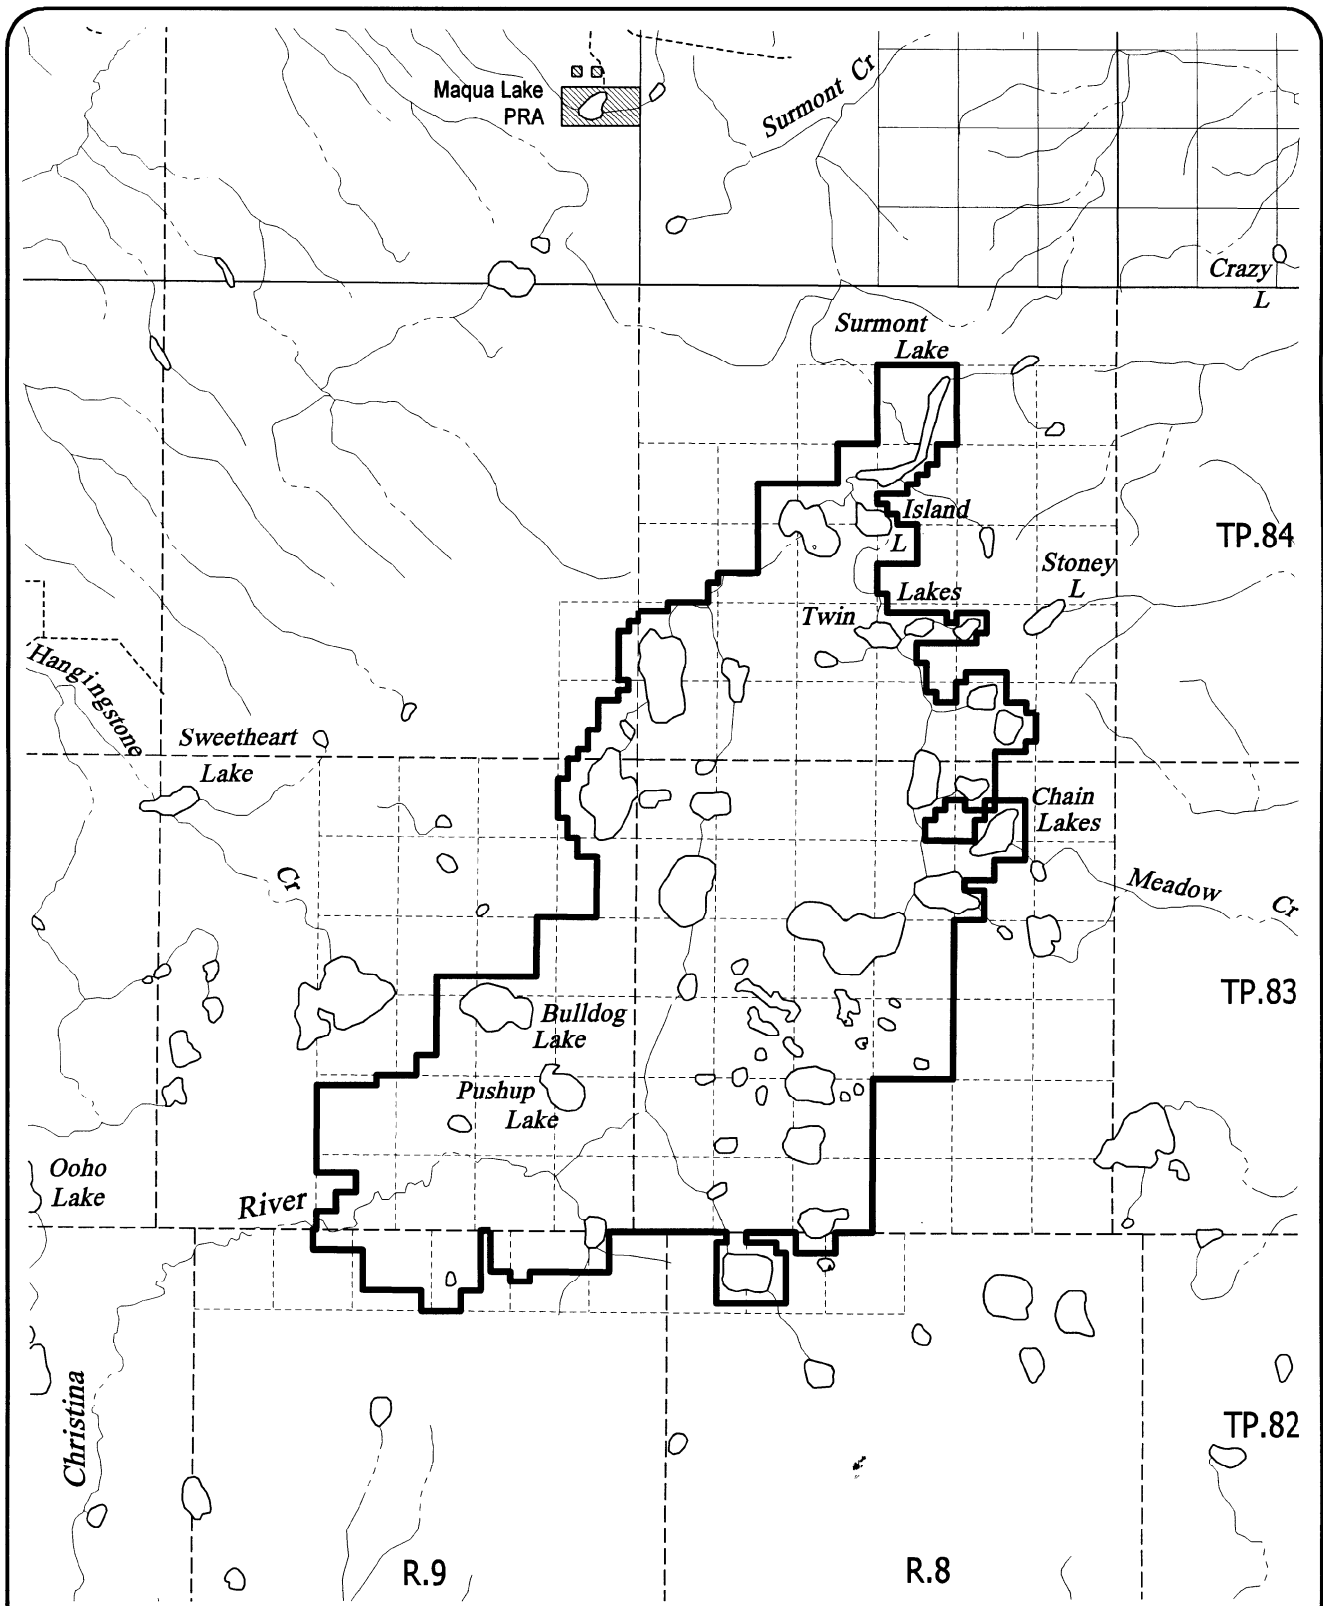 Maqua Lake
PRA
Surmont Cr
Crazy
L
Surmont
Lake
Island
L
TP.84
Stoney
L
Lakes
Twin
Hangingstone
Sweetheart
Lake
Chain
Lakes
Cr
Meadow
Cr
TP.83
Bulldog
Lake
Pushup
Lake
Ooho
Lake
River
Christina
TP.82
R.9
R.8